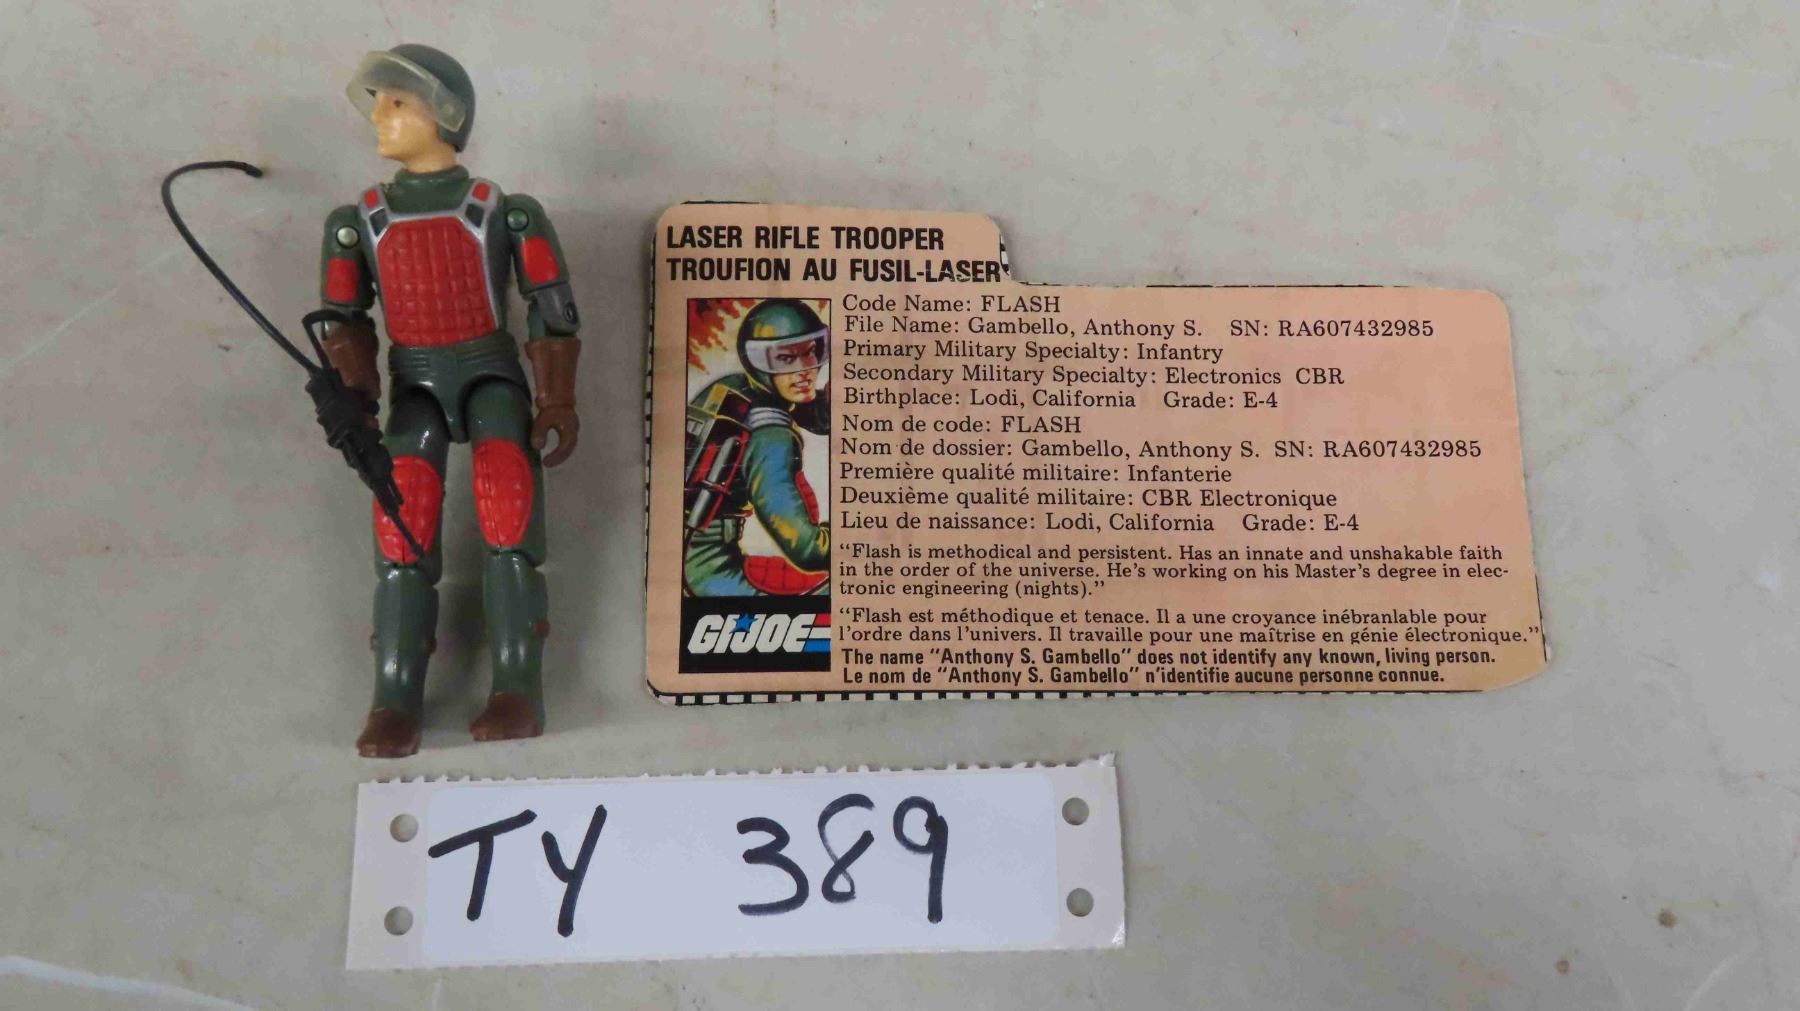 LASER RIFLE TROOPER
TROUFION AU FUSIL-LASER
Code Name: FLASH
File Name: Gambello, Anthony S. SN: RA607432985
Primary Military Specialty: Infantry
Secondary Military Specialty: Electronics CBR
Birthplace: Lodi, California Grade: E-4
Nom de code: FLASH
Nom de dossier: Gambello, Anthony S. SN: RA607432985
Première qualité militaire: Infanterie
Deuxième qualité militaire: CBR Electronique
Lieu de naissance: Lodi, California Grade: E-4
"Flash is methodical and persistent. Has an innate and unshakable faith
in the order of the universe. He's working on his Master's degree in elec-
tronic engineering (nights)."
"Flash est méthodique et tenace. Il a une croyance inébranlable pour
l'ordre dans l'univers. Il travaille pour une maîtrise en génie électronique."
The name "Anthony S. Gambello" does not identify any known, living person.
Le nom de "Anthony S. Gambello" n'identifie aucune personne connue.
GI JOE
TY 389